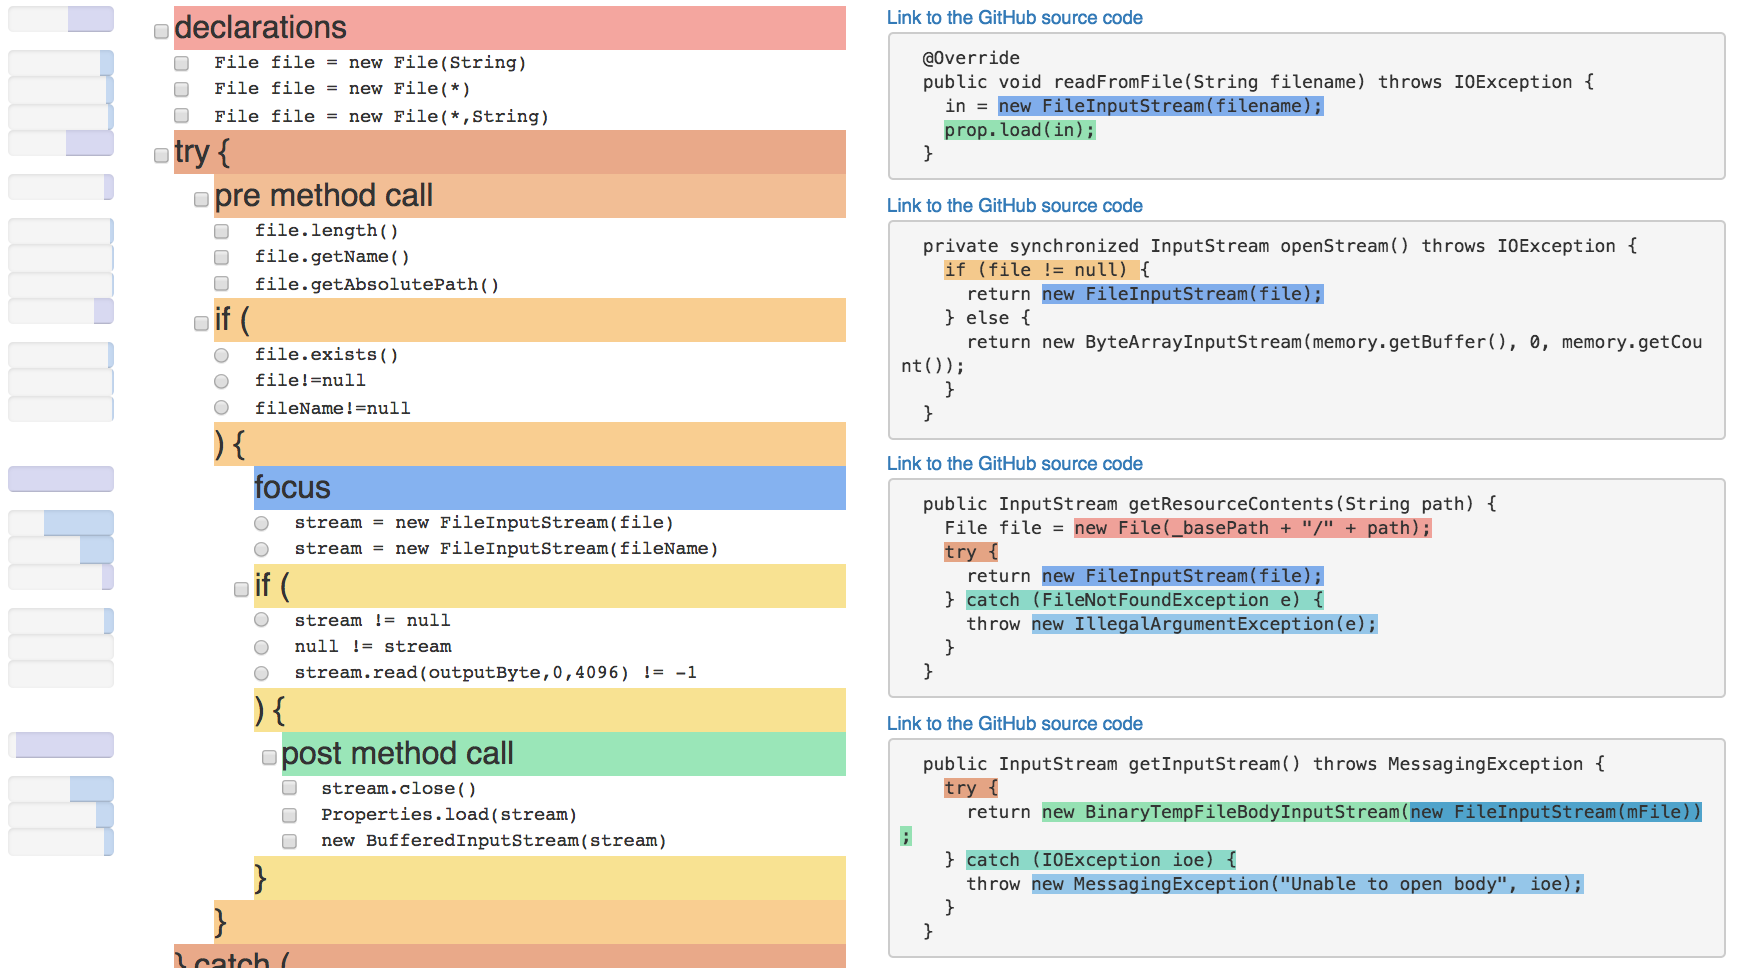 declarations
File file = new File(String)
File file = new File(*)
File file = new File(*,String)
try {
pre method call
file.length()
file.getName()
file.getAbsolutePath()
if (
file.exists()
file!=null
fileName!=null
) {
focus
stream = new FileInputStream(file)
stream = new FileInputStream(fileName)
if (
stream != null
null != stream
stream.read(outputByte,0,4096) != -1
) {
post method call
stream.close()
Properties.load(stream)
new BufferedInputStream(stream)
}
}
} catch (
Link to the GitHub source code
@Override
public void readFromFile(String filename) throws IOException {
in = new FileInputStream(filename);
prop.load(in);
}
Link to the GitHub source code
private synchronized InputStream openStream() throws IOException {
if (file != null) {
return new FileInputStream(file);
} else {
return new ByteArrayInputStream(memory.getBuffer(), 0, memory.getCou
nt());
}
}
Link to the GitHub source code
public InputStream getResourceContents(String path) {
File file = new File(_basePath + "/" + path);
try {
return new FileInputStream(file);
} catch (FileNotFoundException e) {
throw new IllegalArgumentException(e);
}
}
Link to the GitHub source code
public InputStream getInputStream() throws MessagingException {
try {
return new BinaryTempFileBodyInputStream(new FileInputStream(mFile))
;
} catch (IOException ioe) {
throw new MessagingException("Unable to open body", ioe);
}
}